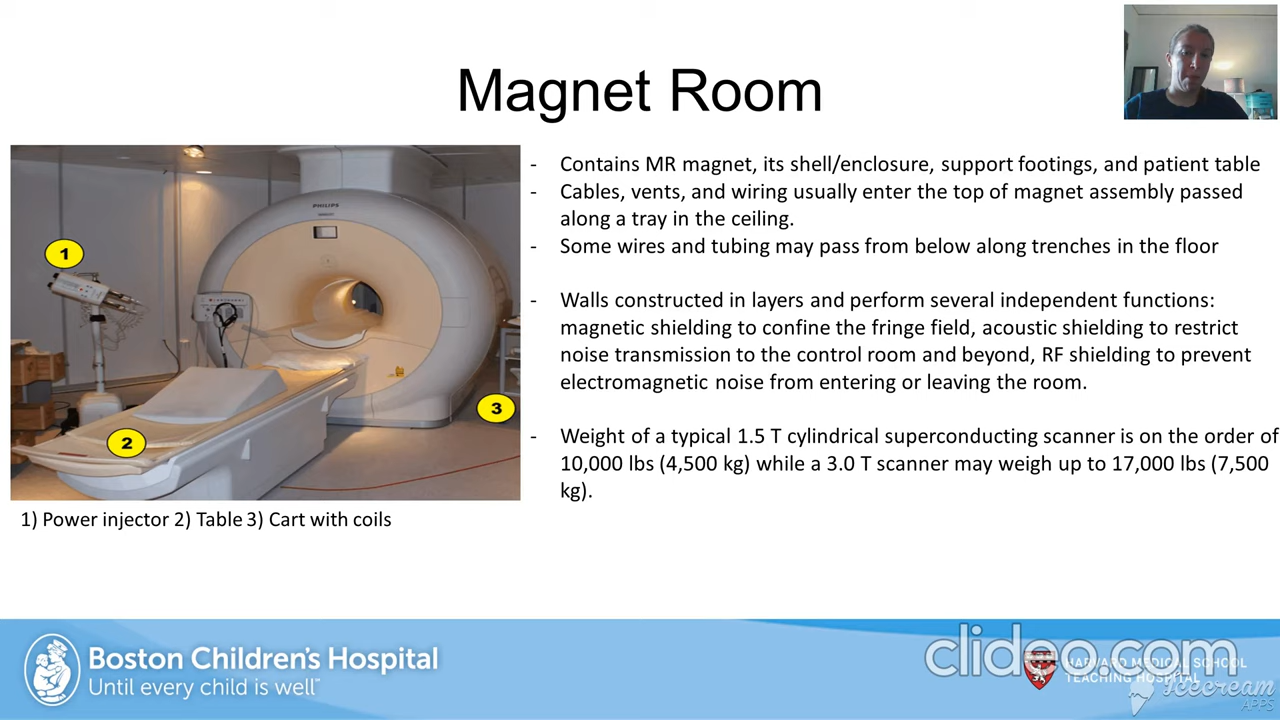 Magnet Room
PHILIPS
1
2
3
1) Power injector 2) Table 3) Cart with coils
- Contains MR magnet, its shell/enclosure, support footings, and patient table
- Cables, vents, and wiring usually enter the top of magnet assembly passed
along a tray in the ceiling.
- Some wires and tubing may pass from below along trenches in the floor
- Walls constructed in layers and perform several independent functions:
magnetic shielding to confine the fringe field, acoustic shielding to restrict
noise transmission to the control room and beyond, RF shielding to prevent
electromagnetic noise from entering or leaving the room.
- Weight of a typical 1.5 T cylindrical superconducting scanner is on the order of
10,000 lbs (4,500 kg) while a 3.0 T scanner may weigh up to 17,000 lbs (7,500
kg).
Boston Children's Hospital
Until every child is well™
clideo.com
HARVARD MEDICAL SCHOOL
TEACHING HOSPITAL
Icecream
APPS